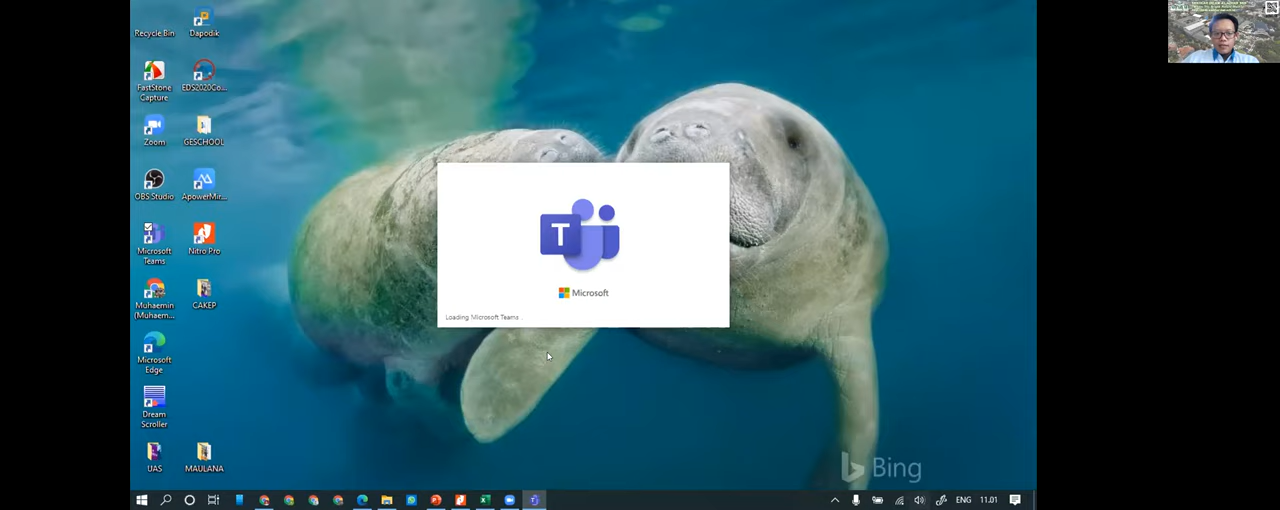 Recycle Bin
Dapodik
FastStone
Capture
EDS2020Co...
Zoom
GESCHOOL
OBS Studio
ApowerMir...
Microsoft
Teams
Nitro Pro
Muhaemin
(Muhaem...
CAKEP
Microsoft
Edge
Dream
Scroller
UAS
MAULANA
T
Microsoft
Loading Microsoft Teams .
Bing
ENG
11.01